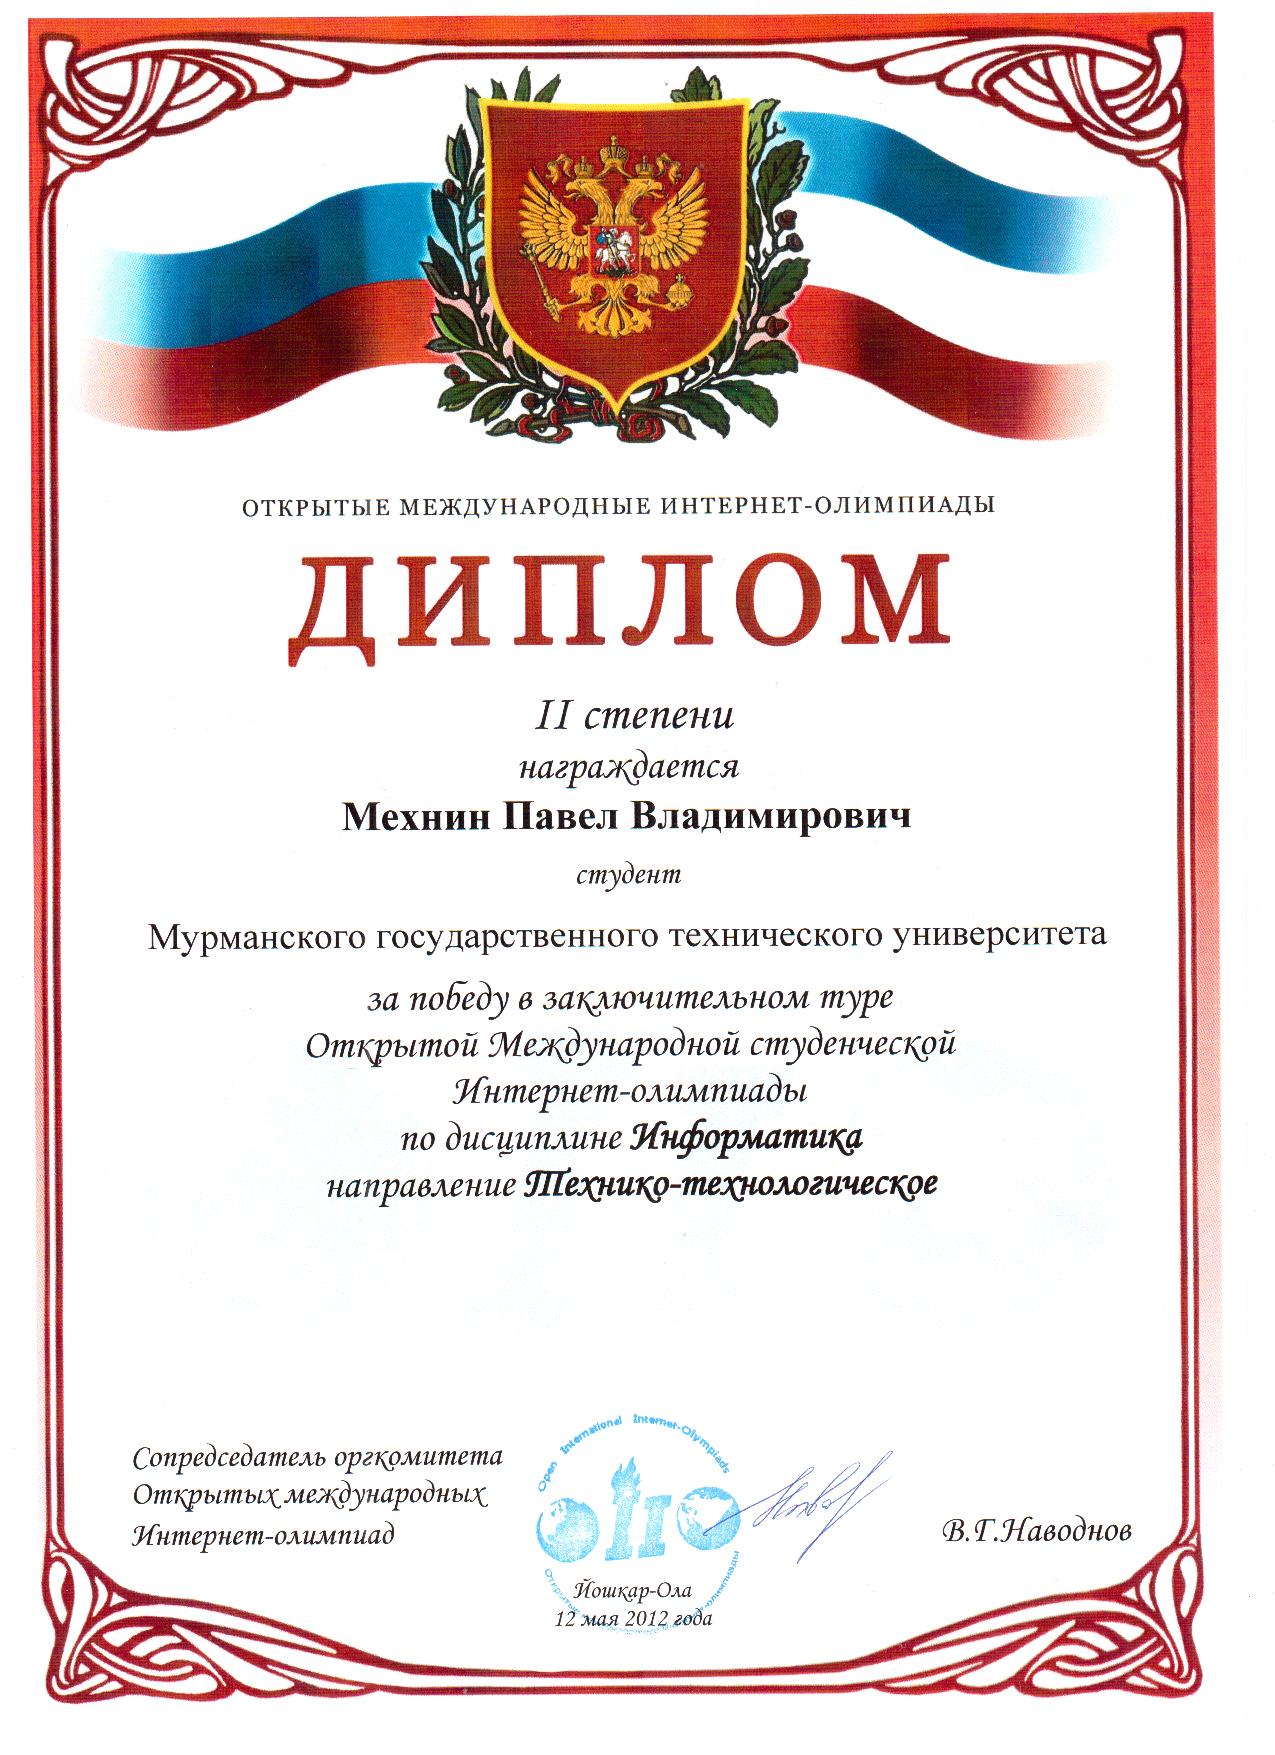 ОТКРЫТЫЕ МЕЖДУНАРОДНЫЕ ИНТЕРНЕТ-ОЛИМПИАДЫ
ДИПЛОМ
II степени
награждается
Мехнин Павел Владимирович
студент
Мурманского государственного технического университета
за победу в заключительном туре
Открытой Международной студенческой
Интернет-олимпиады
по дисциплине Информатика
направление Технико-технологическое
Сопредседатель оргкомитета
Открытых международных
Интернет-олимпиад
Open International Internet-Olympiads
В.Г.Наводнов
Йошкар-Ола
12 мая 2012 года